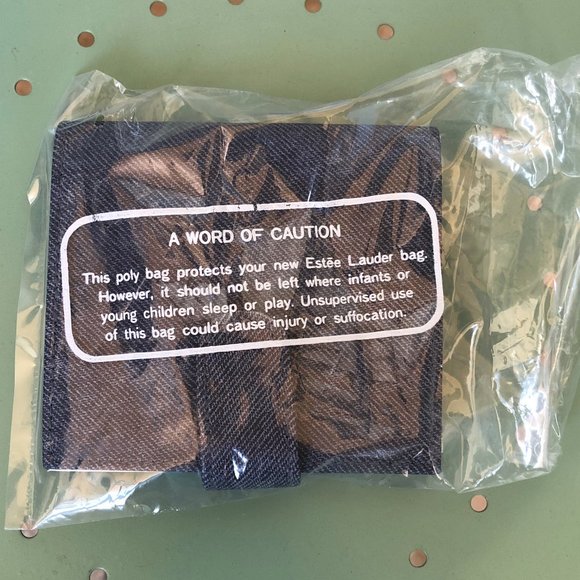 A WORD OF CAUTION
This poly bag protects your new Estēe Lauder bag.
However, it should not be left where infants or
young children sleep or play. Unsupervised use
of this bag could cause injury or suffocation.